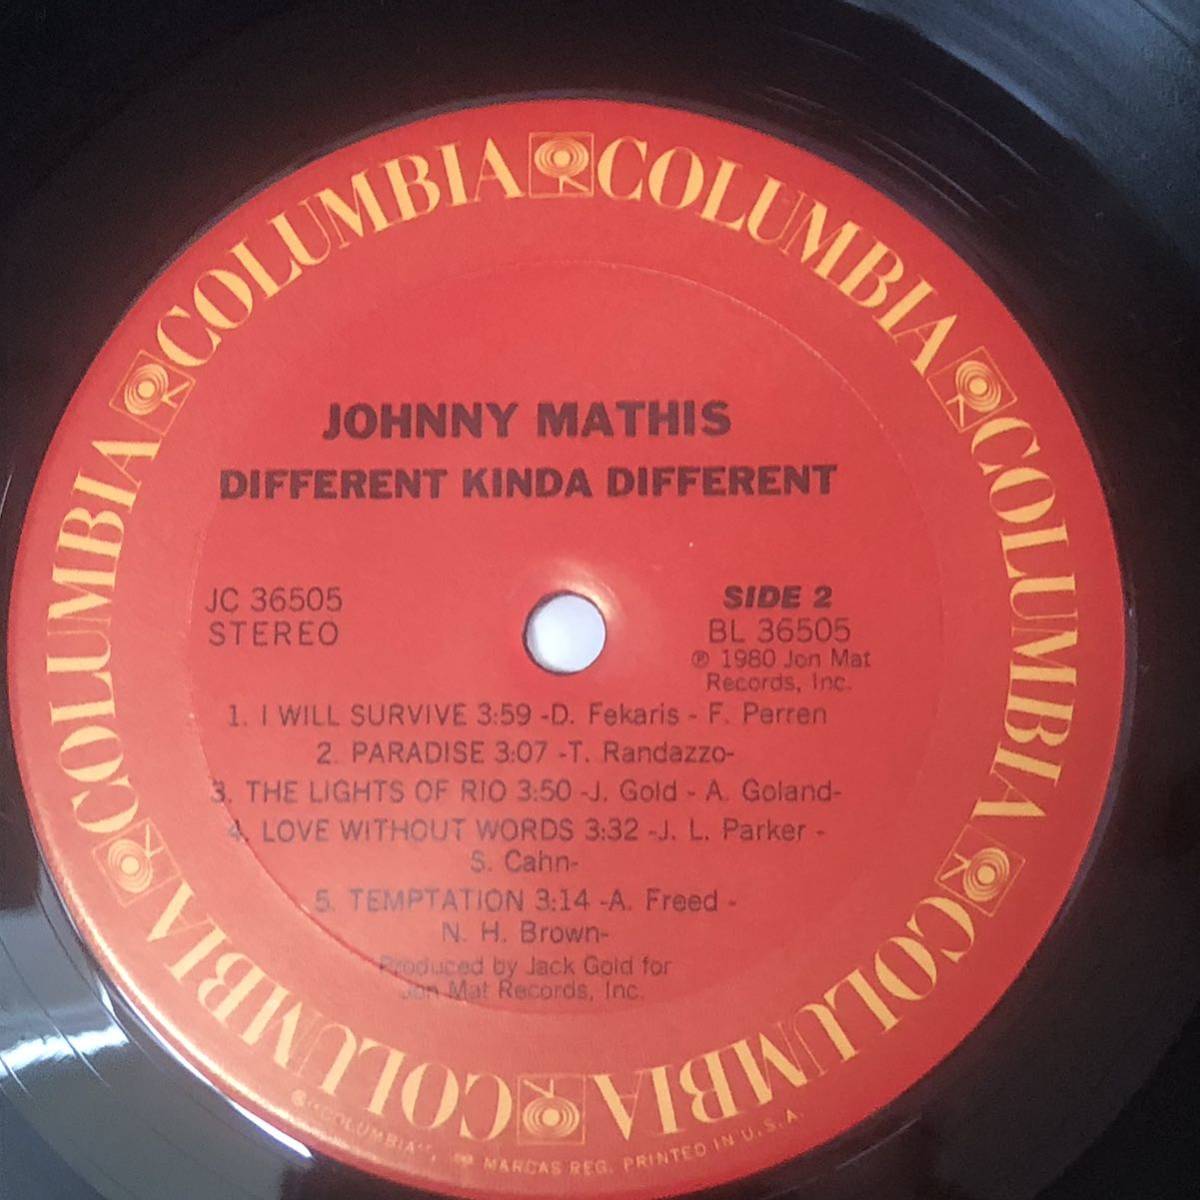 COLUMBIA COLUMBIA COLUMBIA COLUMBIA COLUMBIA COLUMBIA
JOHNNY MATHIS
DIFFERENT KINDA DIFFERENT
JC 36505
STEREO
SIDE 2
BL 36505
℗ 1980 Jon Mat
Records, Inc.
1. I WILL SURVIVE 3:59 -D. Fekaris - F. Perren
2. PARADISE 3:07 -T. Randazzo-
3. THE LIGHTS OF RIO 3:50 -J. Gold - A. Goland-
4. LOVE WITHOUT WORDS 3:32 -J. L. Parker -
S. Cahn-
5. TEMPTATION 3:14 -A. Freed -
N. H. Brown-
Produced by Jack Gold for
Jon Mat Records, Inc.
"COLUMBIA", MARCAS REG. PRINTED IN U.S.A.